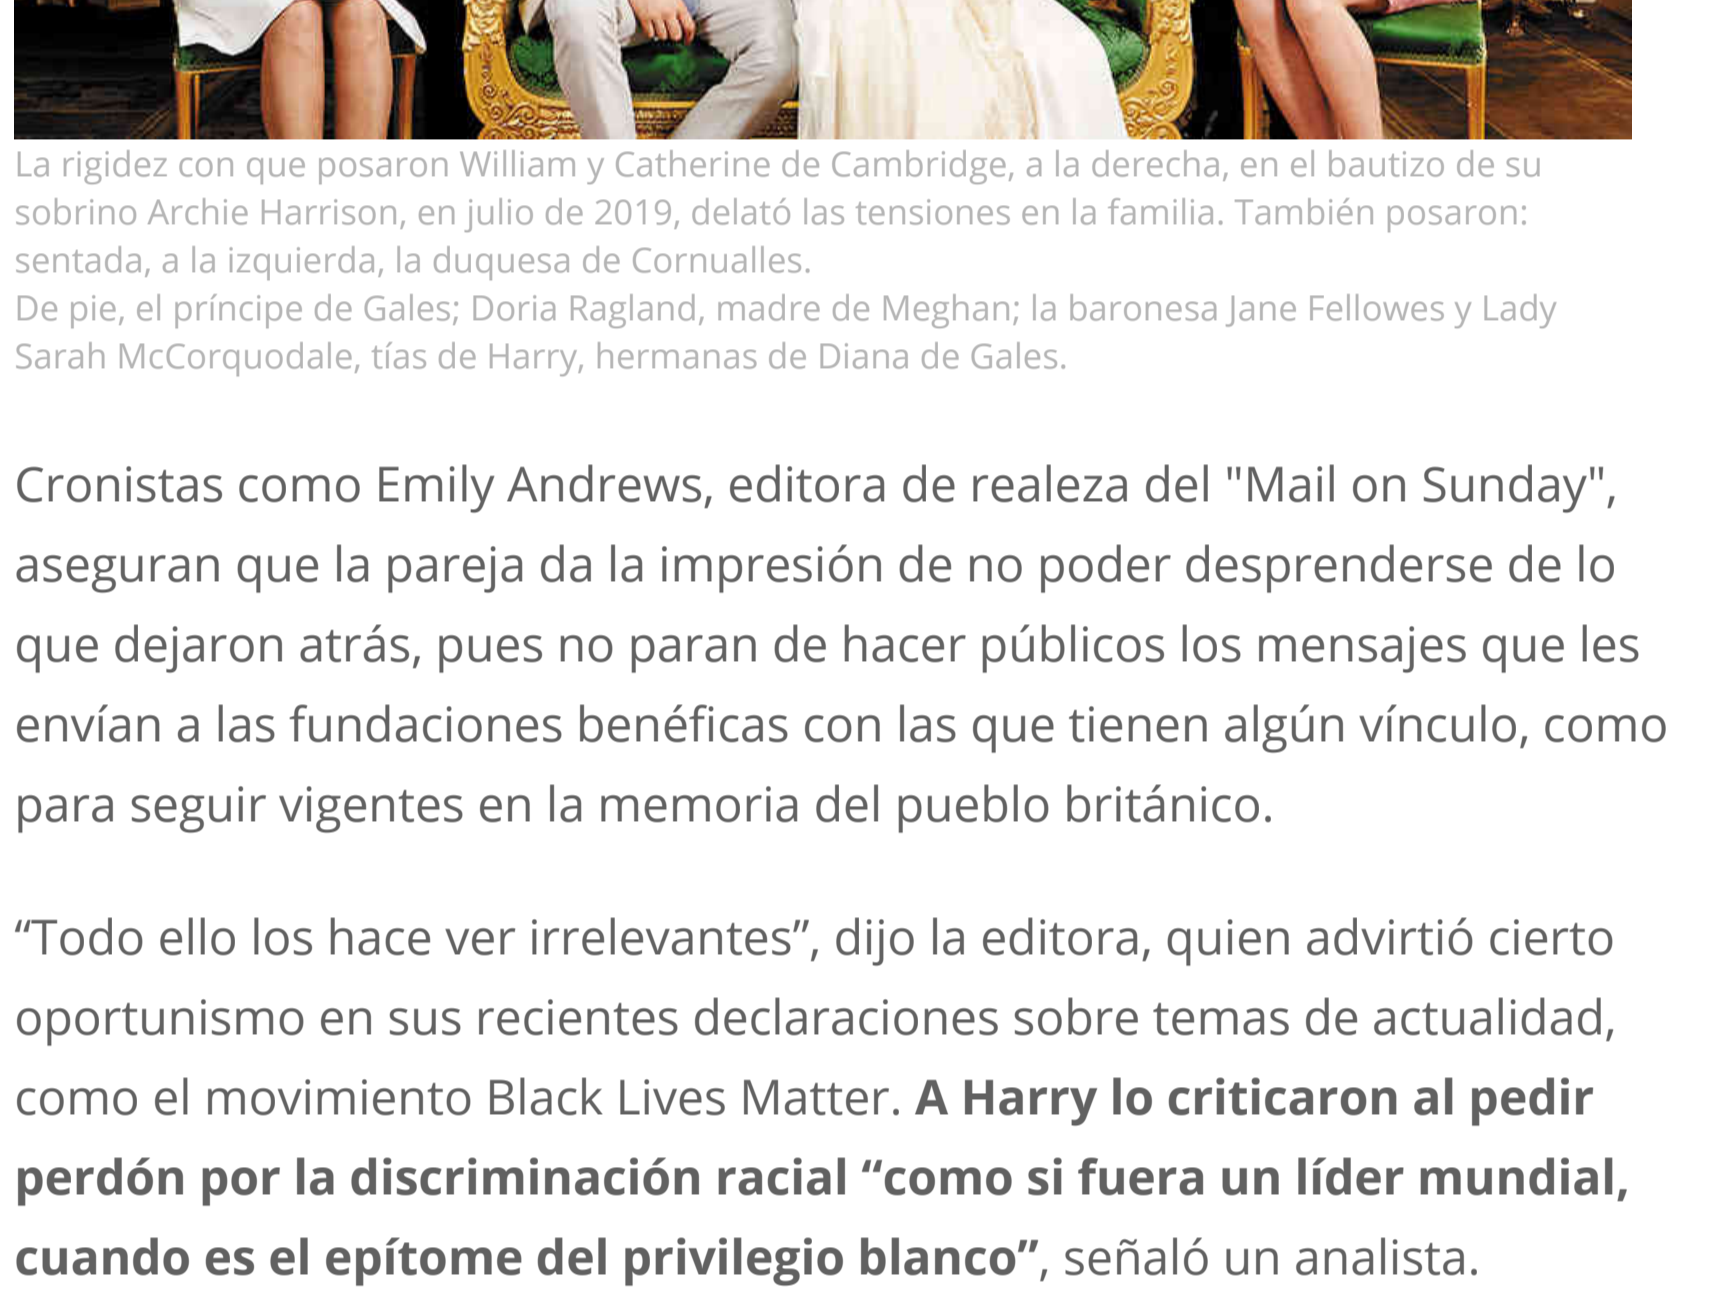 La rigidez con que posaron William y Catherine de Cambridge, a la derecha, en el bautizo de su
sobrino Archie Harrison, en julio de 2019, delató las tensiones en la familia. También posaron:
sentada, a la izquierda, la duquesa de Cornualles.
De pie, el príncipe de Gales; Doria Ragland, madre de Meghan; la baronesa Jane Fellowes y Lady
Sarah McCorquodale, tías de Harry, hermanas de Diana de Gales.
Cronistas como Emily Andrews, editora de realeza del "Mail on Sunday",
aseguran que la pareja da la impresión de no poder desprenderse de lo
que dejaron atrás, pues no paran de hacer públicos los mensajes que les
envían a las fundaciones benéficas con las que tienen algún vínculo, como
para seguir vigentes en la memoria del pueblo británico.
“Todo ello los hace ver irrelevantes”, dijo la editora, quien advirtió cierto
oportunismo en sus recientes declaraciones sobre temas de actualidad,
como el movimiento Black Lives Matter. A Harry lo criticaron al pedir
perdón por la discriminación racial “como si fuera un líder mundial,
cuando es el epítome del privilegio blanco”, señaló un analista.